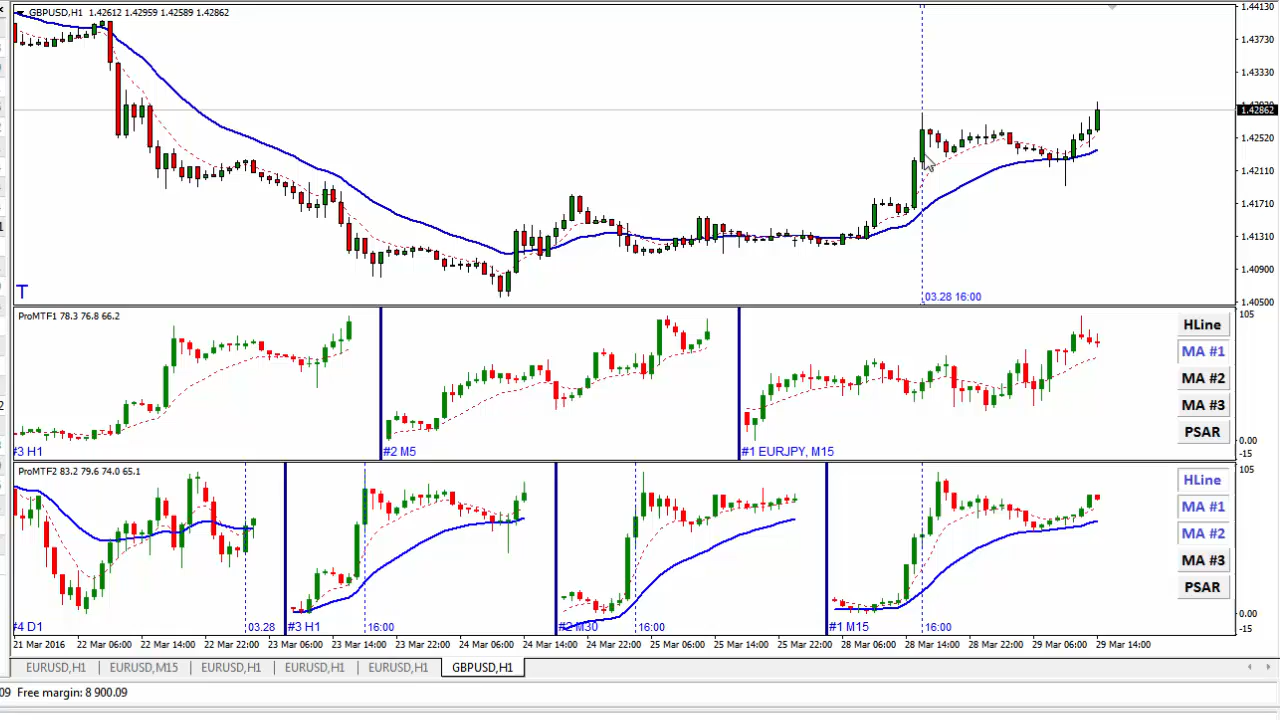 GBPUSD,H1 1.42612 1.42959 1.42589 1.42862
1.44130
1.43730
1.43330
1.42862
1.42520
1.42110
1.41710
1.41310
1.40900
1.40500
T
03.28 16:00
ProMTF1 78.3 76.8 66.2
105
HLine
MA #1
MA #2
MA #3
PSAR
0.00
-15
#3 H1
#2 M5
#1 EURJPY, M15
ProMTF2 83.2 79.6 74.0 65.1
105
HLine
MA #1
MA #2
MA #3
PSAR
0.00
-15
#4 D1
03.28
#3 H1
16:00
#2 M30
16:00
#1 M15
16:00
21 Mar 2016 22 Mar 06:00 22 Mar 14:00 22 Mar 22:00 23 Mar 06:00 23 Mar 14:00 23 Mar 22:00 24 Mar 06:00 24 Mar 14:00 24 Mar 22:00 25 Mar 06:00 25 Mar 14:00 25 Mar 22:00 28 Mar 06:00 28 Mar 14:00 28 Mar 22:00 29 Mar 06:00 29 Mar 14:00
EURUSD,H1 EURUSD,M15 EURUSD,H1 EURUSD,H1 EURUSD,H1 GBPUSD,H1
09 Free margin: 8 900.09